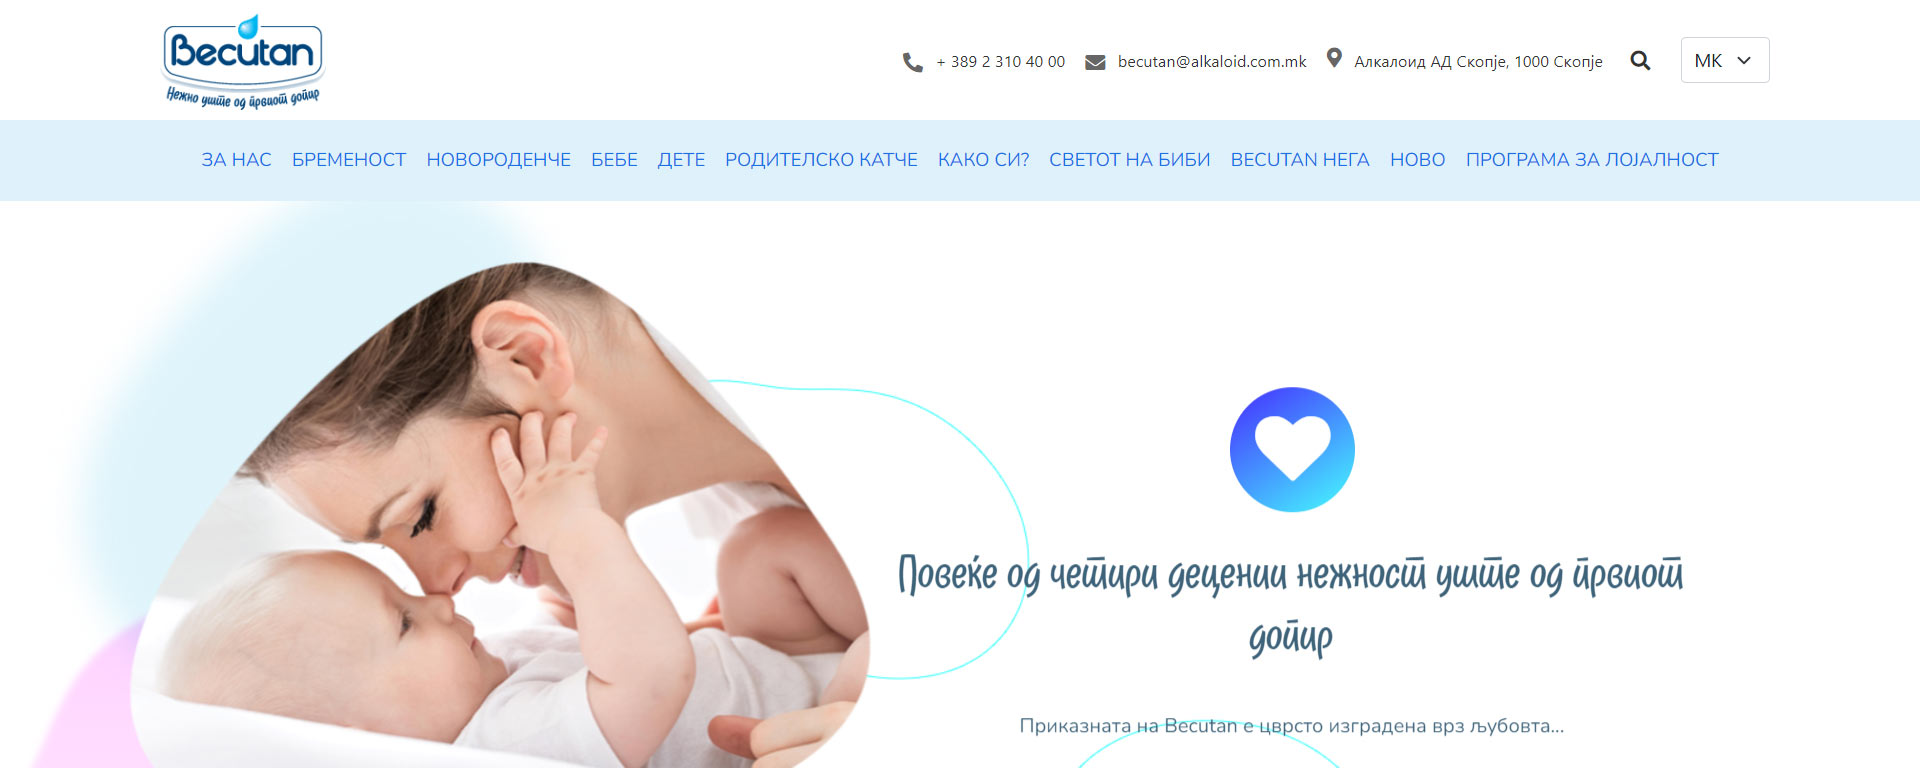 Becutan
Нежно уште од првиот допир
+ 389 2 310 40 00
becutan@alkaloid.com.mk
Алкалоид АД Скопје, 1000 Скопје
МК
ЗА НАС БРЕМЕНОСТ НОВОРОДЕНЧЕ БЕБЕ ДЕТЕ РОДИТЕЛСКО КАТЧЕ КАКО СИ? СВЕТОТ НА БИБИ BECUTAN НЕГА НОВО ПРОГРАМА ЗА ЛОЈАЛНОСТ
Повеќе од четири децении нежност уште од првиот
допир
Приказната на Becutan е цврсто изградена врз љубовта...